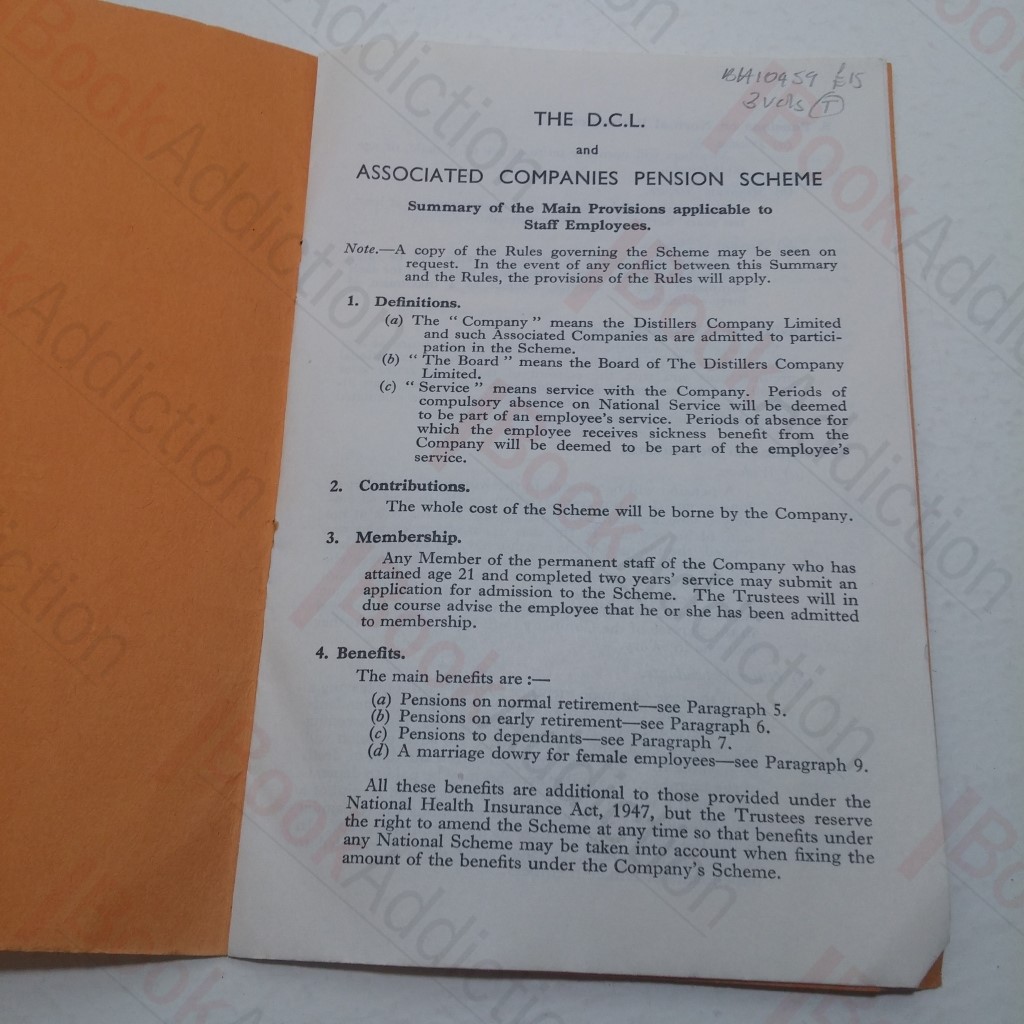 BH10459 £15
3 vols (T)
THE D.C.L.
and
ASSOCIATED COMPANIES PENSION SCHEME
Summary of the Main Provisions applicable to
Staff Employees.
Note.—A copy of the Rules governing the Scheme may be seen on
request. In the event of any conflict between this Summary
and the Rules, the provisions of the Rules will apply.
1. Definitions.
(a) The “ Company ” means the Distillers Company Limited
and such Associated Companies as are admitted to partici-
pation in the Scheme.
(b) “ The Board ” means the Board of The Distillers Company
Limited.
(c) “ Service ” means service with the Company. Periods of
compulsory absence on National Service will be deemed
to be part of an employee’s service. Periods of absence for
which the employee receives sickness benefit from the
Company will be deemed to be part of the employee’s
service.
2. Contributions.
The whole cost of the Scheme will be borne by the Company.
3. Membership.
Any Member of the permanent staff of the Company who has
attained age 21 and completed two years’ service may submit an
application for admission to the Scheme. The Trustees will in
due course advise the employee that he or she has been admitted
to membership.
4. Benefits.
The main benefits are :—
(a) Pensions on normal retirement—see Paragraph 5.
(b) Pensions on early retirement—see Paragraph 6.
(c) Pensions to dependants—see Paragraph 7.
(d) A marriage dowry for female employees—see Paragraph 9.
All these benefits are additional to those provided under the
National Health Insurance Act, 1947, but the Trustees reserve
the right to amend the Scheme at any time so that benefits under
any National Scheme may be taken into account when fixing the
amount of the benefits under the Company’s Scheme.
BookAddiction